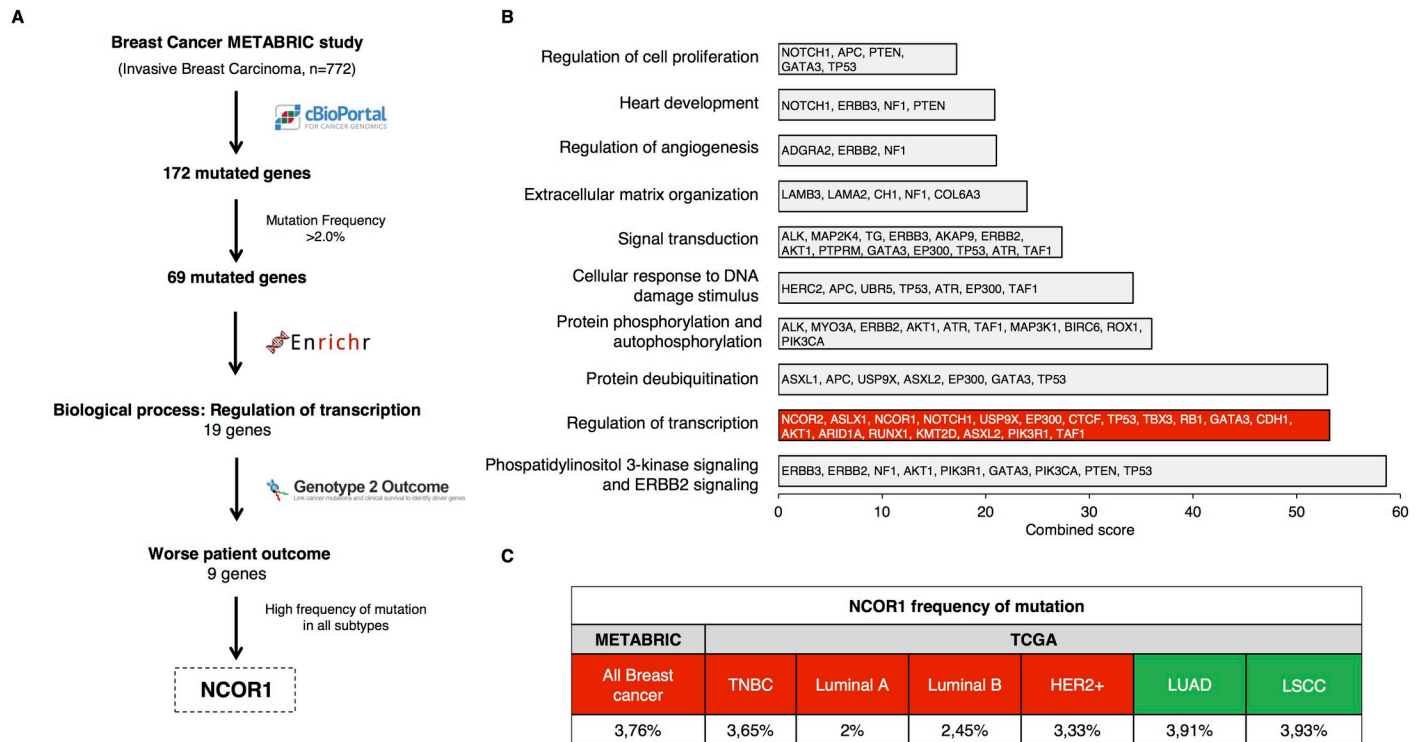 A
Breast Cancer METABRIC study
(Invasive Breast Carcinoma, n=772)
cBioPortal
FOR CANCER GENOMICS
172 mutated genes
Mutation Frequency
>2.0%
69 mutated genes
Enrichr
Biological process: Regulation of transcription
19 genes
Genotype 2 Outcome
Link cancer mutations and clinical survival to identify driver genes
Worse patient outcome
9 genes
High frequency of mutation
in all subtypes
NCOR1
B
Regulation of cell proliferation
NOTCH1, APC, PTEN,
GATA3, TP53
Heart development
NOTCH1, ERBB3, NF1, PTEN
Regulation of angiogenesis
ADGRA2, ERBB2, NF1
Extracellular matrix organization
LAMB3, LAMA2, CH1, NF1, COL6A3
Signal transduction
ALK, MAP2K4, TG, ERBB3, AKAP9, ERBB2,
AKT1, PTPRM, GATA3, EP300, TP53, ATR, TAF1
Cellular response to DNA
damage stimulus
HERC2, APC, UBR5, TP53, ATR, EP300, TAF1
Protein phosphorylation and
autophosphorylation
ALK, MYO3A, ERBB2, AKT1, ATR, TAF1, MAP3K1, BIRC6, ROX1,
PIK3CA
Protein deubiquitination
ASXL1, APC, USP9X, ASXL2, EP300, GATA3, TP53
Regulation of transcription
NCOR2, ASLX1, NCOR1, NOTCH1, USP9X, EP300, CTCF, TP53, TBX3, RB1, GATA3, CDH1,
AKT1, ARID1A, RUNX1, KMT2D, ASXL2, PIK3R1, TAF1
Phospatidylinositol 3-kinase signaling
and ERBB2 signaling
ERBB3, ERBB2, NF1, AKT1, PIK3R1, GATA3, PIK3CA, PTEN, TP53
0 10 20 30 40 50 60
Combined score
C
NCOR1 frequency of mutation
METABRIC TCGA
All Breast
cancer
TNBC Luminal A Luminal B HER2+ LUAD LSCC
3,76% 3,65% 2% 2,45% 3,33% 3,91% 3,93%